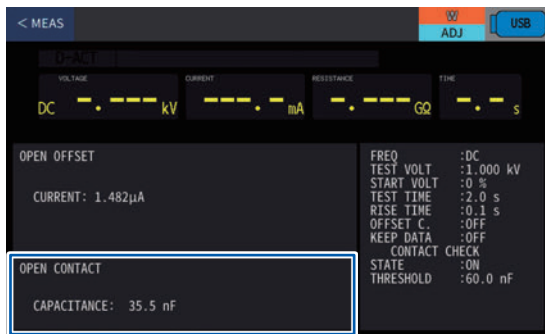 < MEAS
W
ADJ
USB
D-ACT
VOLTAGE CURRENT RESISTANCE TIME
DC -.--- kV ---.- mA -.--- GΩ -.- s
OPEN OFFSET
CURRENT: 1.482μA
OPEN CONTACT
CAPACITANCE: 35.5 nF
FREQ :DC
TEST VOLT :1.000 kV
START VOLT :0 %
TEST TIME :2.0 s
RISE TIME :0.1 s
OFFSET C. :OFF
KEEP DATA :OFF
CONTACT CHECK
STATE :ON
THRESHOLD :60.0 nF